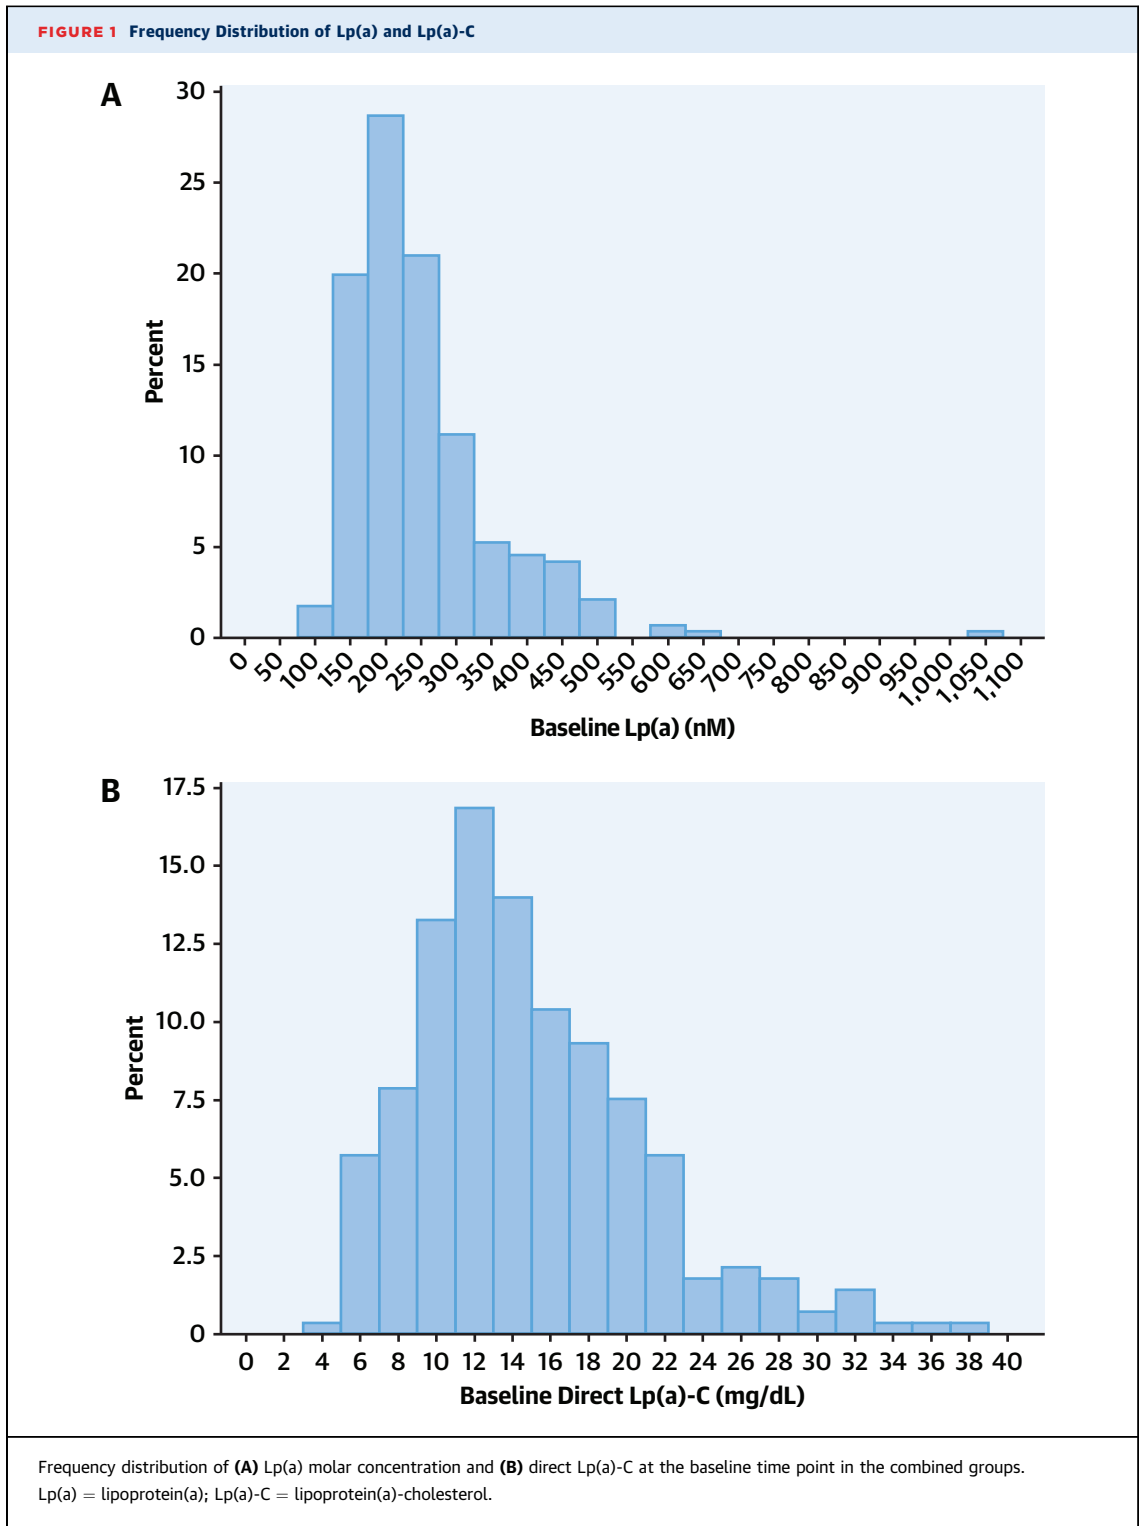 FIGURE 1 Frequency Distribution of Lp(a) and Lp(a)-C
A
30
25
20
15
10
5
0
Percent
0 50 100 150 200 250 300 350 400 450 500 550 600 650 700 750 800 850 900 950 1,000 1,050 1,100
Baseline Lp(a) (nM)
B
17.5
15.0
12.5
10.0
7.5
5.0
2.5
0
Percent
0 2 4 6 8 10 12 14 16 18 20 22 24 26 28 30 32 34 36 38 40
Baseline Direct Lp(a)-C (mg/dL)
Frequency distribution of (A) Lp(a) molar concentration and (B) direct Lp(a)-C at the baseline time point in the combined groups.
Lp(a) = lipoprotein(a); Lp(a)-C = lipoprotein(a)-cholesterol.